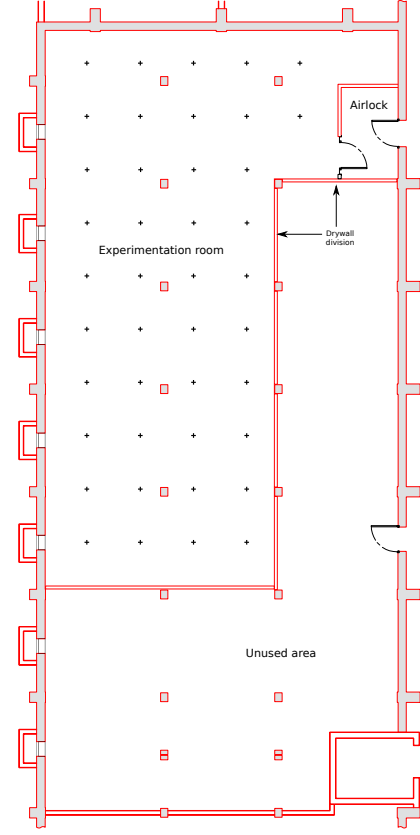 Airlock
Drywall
division
Experimentation room
Unused area